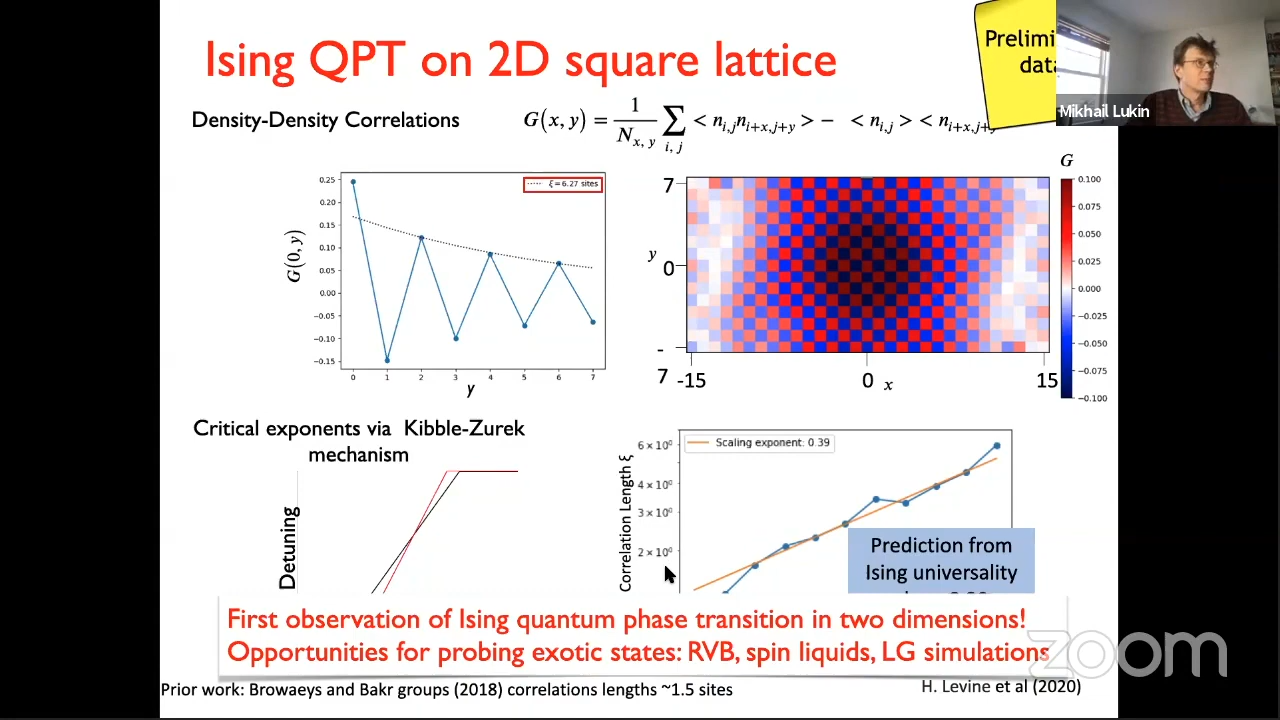 Ising QPT on 2D square lattice
Prelimi
data
Mikhail Lukin
Density-Density Correlations
G(x, y) = 1/N_{x, y} ∑_{i, j} < n_{i,j}n_{i+x,j+y} > − < n_{i,j} > < n_{i+x,j+y}
ξ = 6.27 sites
G(0, y)
0.25
0.20
0.15
0.10
0.05
0.00
−0.05
−0.10
−0.15
0 1 2 3 4 5 6 7
y
7
y
0
-
7
-15 0 x 15
G
0.100
0.075
0.050
0.025
0.000
−0.025
−0.050
−0.075
−0.100
Critical exponents via Kibble-Zurek
mechanism
Detuning
Correlation Length ξ
Scaling exponent: 0.39
6 × 10⁰
4 × 10⁰
3 × 10⁰
2 × 10⁰
Prediction from
Ising universality
First observation of Ising quantum phase transition in two dimensions!
Opportunities for probing exotic states: RVB, spin liquids, LG simulations
zoom
Prior work: Browaeys and Bakr groups (2018) correlations lengths ~1.5 sites
H. Levine et al (2020)